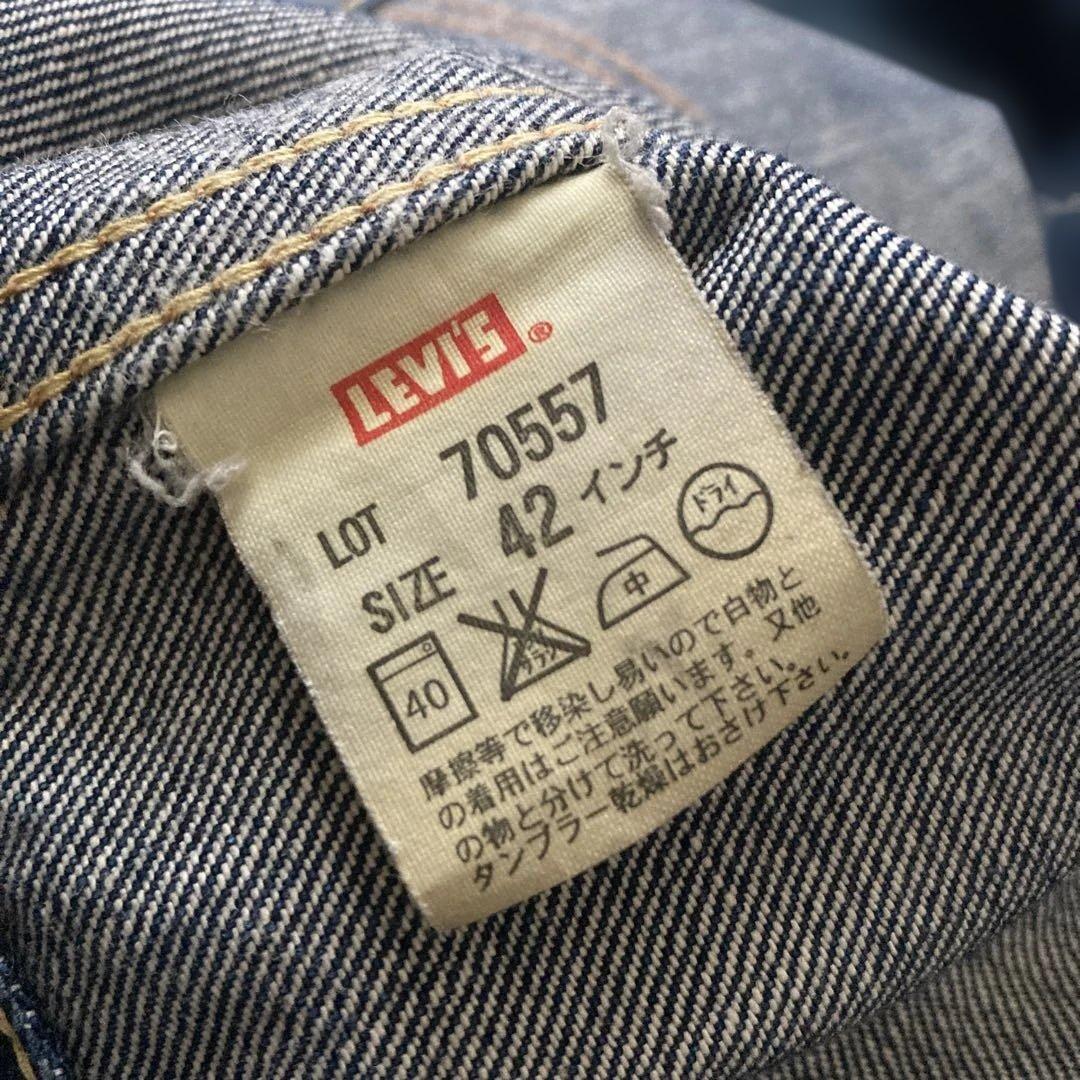 LEVI'S®
LOT 70557
SIZE 42 インチ
40 中 ドライ
摩擦等で移染し易いので白物と
の着用はご注意願います。又他
の物と分けて洗って下さい。
タンブラー乾燥はおさけ下さい。